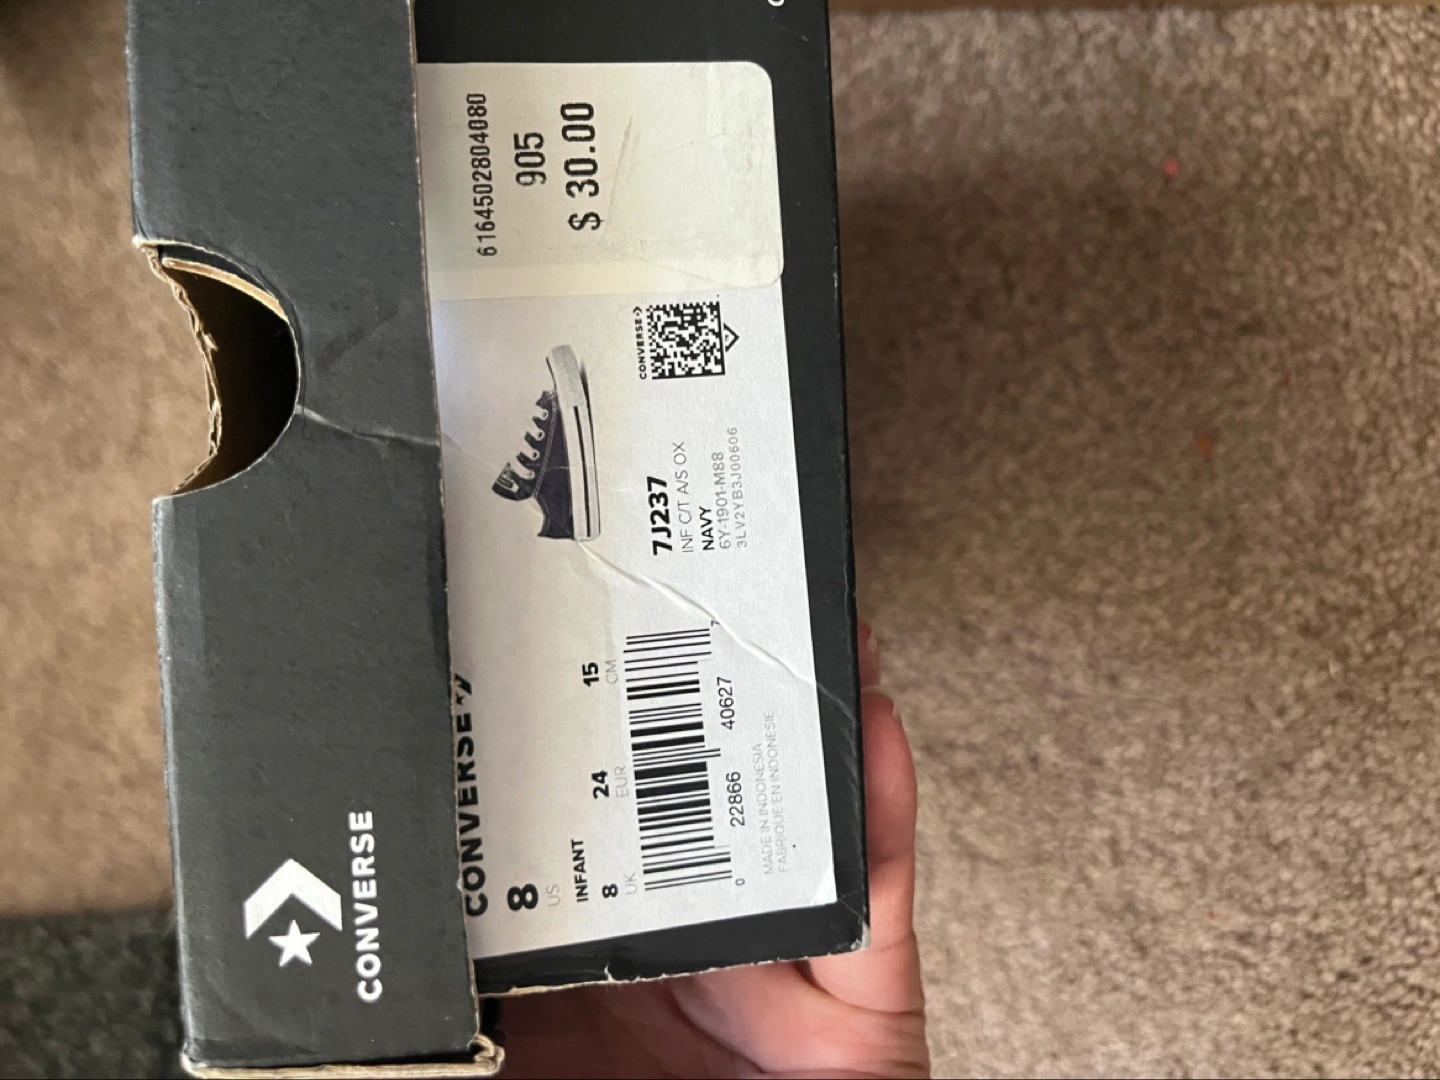 CONVERSE
CONVERSE
8
US
INFANT
8 24 15
UK EUR CM
0 22866 40627 7
MADE IN INDONESIA
FABRIQUE EN INDONESIE
7J237
INF C/T A/S OX
NAVY
6Y-1901-M88
3LV2YB3J00606
CONVERSE
6164502804080
905
$ 30.00